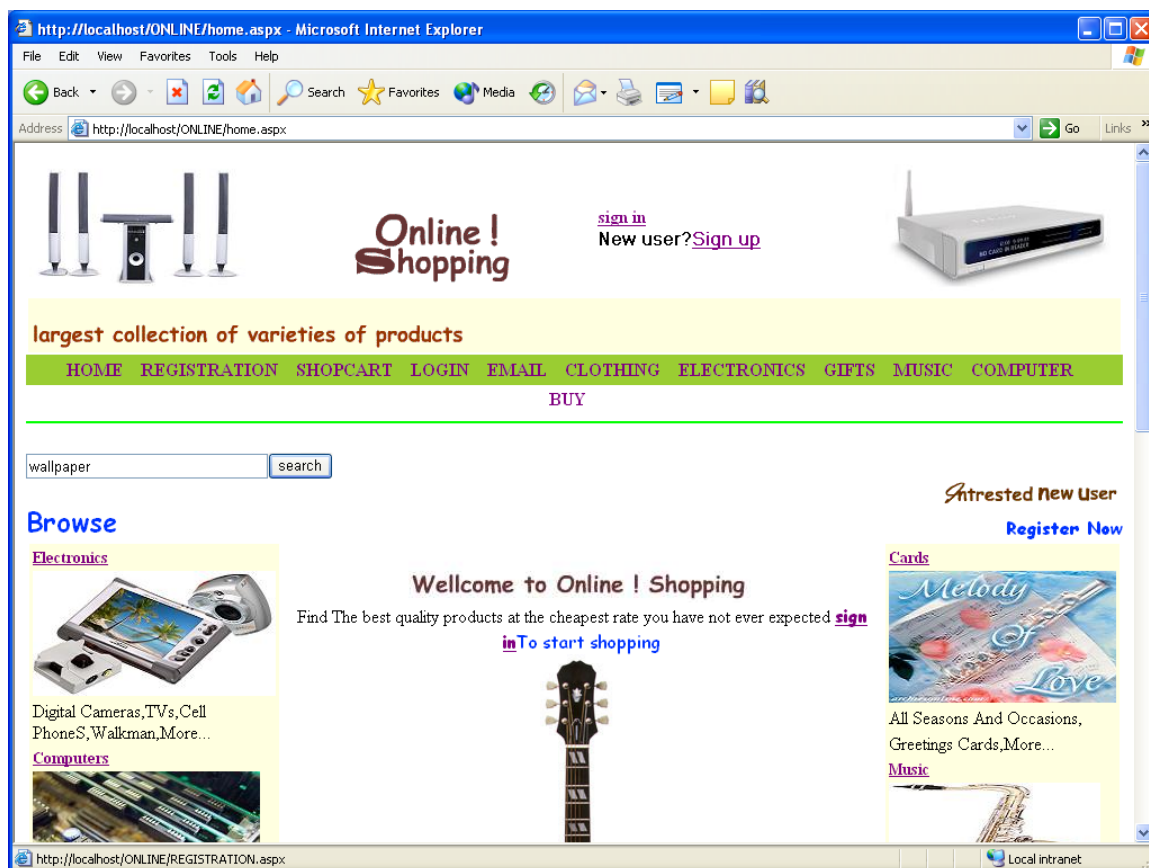 http://localhost/ONLINE/home.aspx - Microsoft Internet Explorer
File Edit View Favorites Tools Help
Back Search Favorites Media
Address http://localhost/ONLINE/home.aspx Go Links »
Online !
Shopping
sign in
New user?Sign up
largest collection of varieties of products
HOME REGISTRATION SHOPCART LOGIN EMAIL CLOTHING ELECTRONICS GIFTS MUSIC COMPUTER
BUY
wallpaper search
Intrested new user
Browse
Register Now
Electronics
Digital Cameras,TVs,Cell
PhoneS,Walkman,More...
Computers
Wellcome to Online ! Shopping
Find The best quality products at the cheapest rate you have not ever expected sign
inTo start shopping
Cards
Melody
Of
Love
All Seasons And Occasions,
Greetings Cards,More...
Music
http://localhost/ONLINE/REGISTRATION.aspx Local intranet